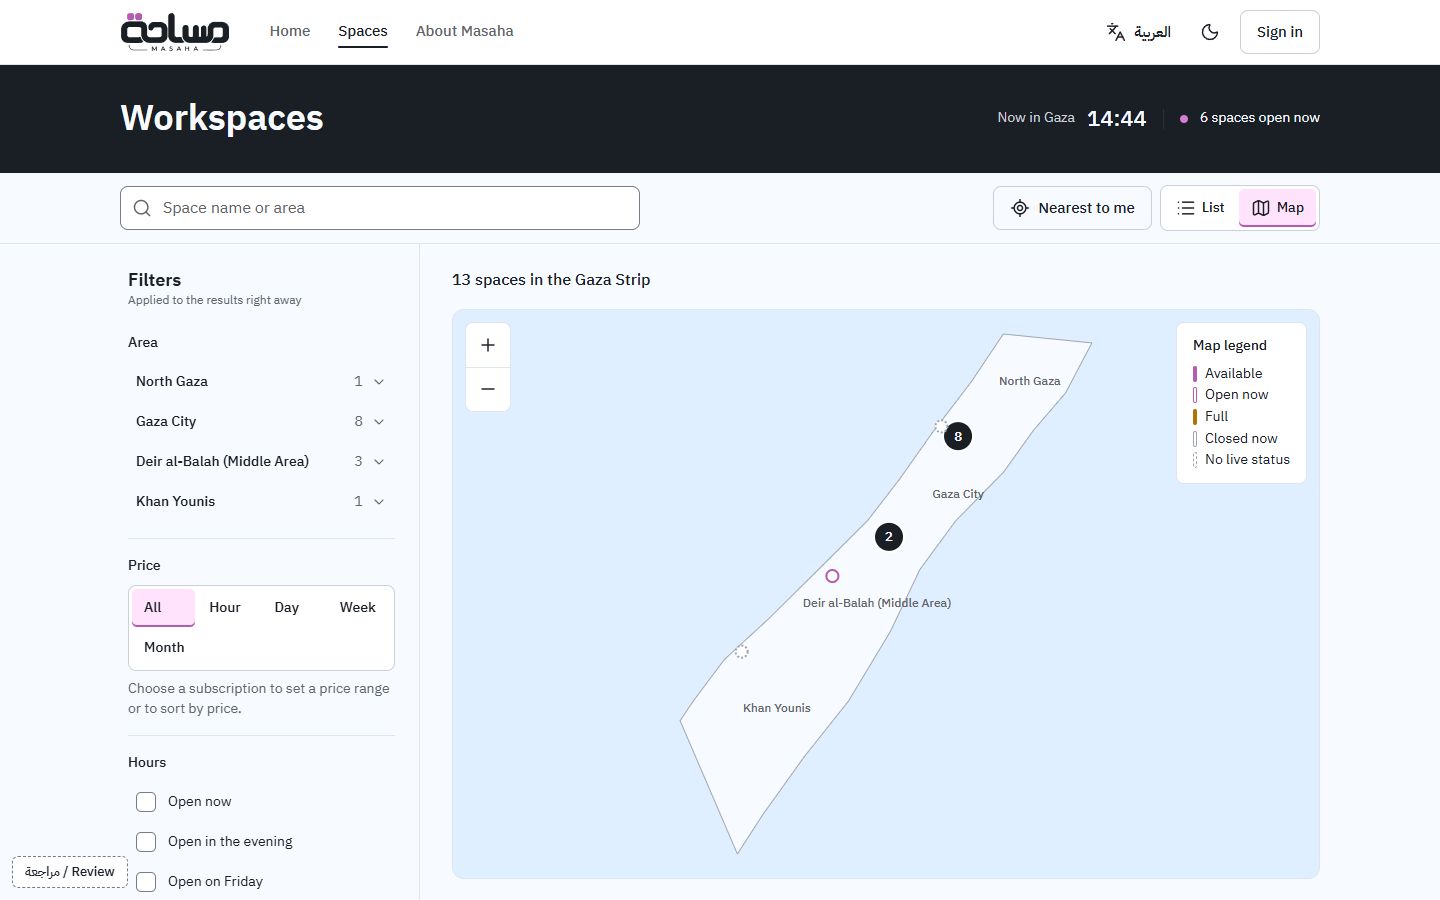 مساحة
MASAHA
Home
Spaces
About Masaha
العربية
Sign in
Workspaces
Now in Gaza
14:44
6 spaces open now
Space name or area
Nearest to me
List
Map
Filters
Applied to the results right away
Area
North Gaza 1
Gaza City 8
Deir al-Balah (Middle Area) 3
Khan Younis 1
Price
All Hour Day Week
Month
Choose a subscription to set a price range
or to sort by price.
Hours
Open now
Open in the evening
Open on Friday
مراجعة / Review
13 spaces in the Gaza Strip
+
−
North Gaza
8
Gaza City
2
Deir al-Balah (Middle Area)
Khan Younis
Map legend
Available
Open now
Full
Closed now
No live status